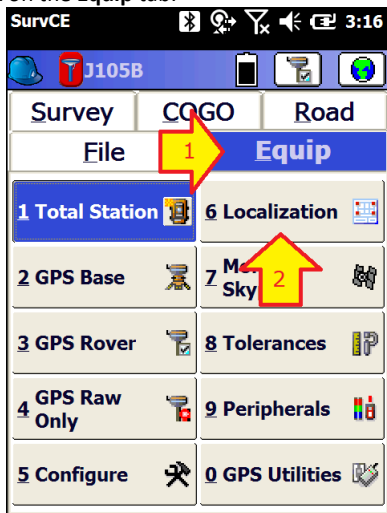 on the Equip tab.
SurvCE 3:16
J105B
Survey COGO Road
File 1 Equip
1 Total Station 6 Localization
2 GPS Base 7 Sky 2
3 GPS Rover 8 Tolerances
4 GPS Raw Only 9 Peripherals
5 Configure 0 GPS Utilities